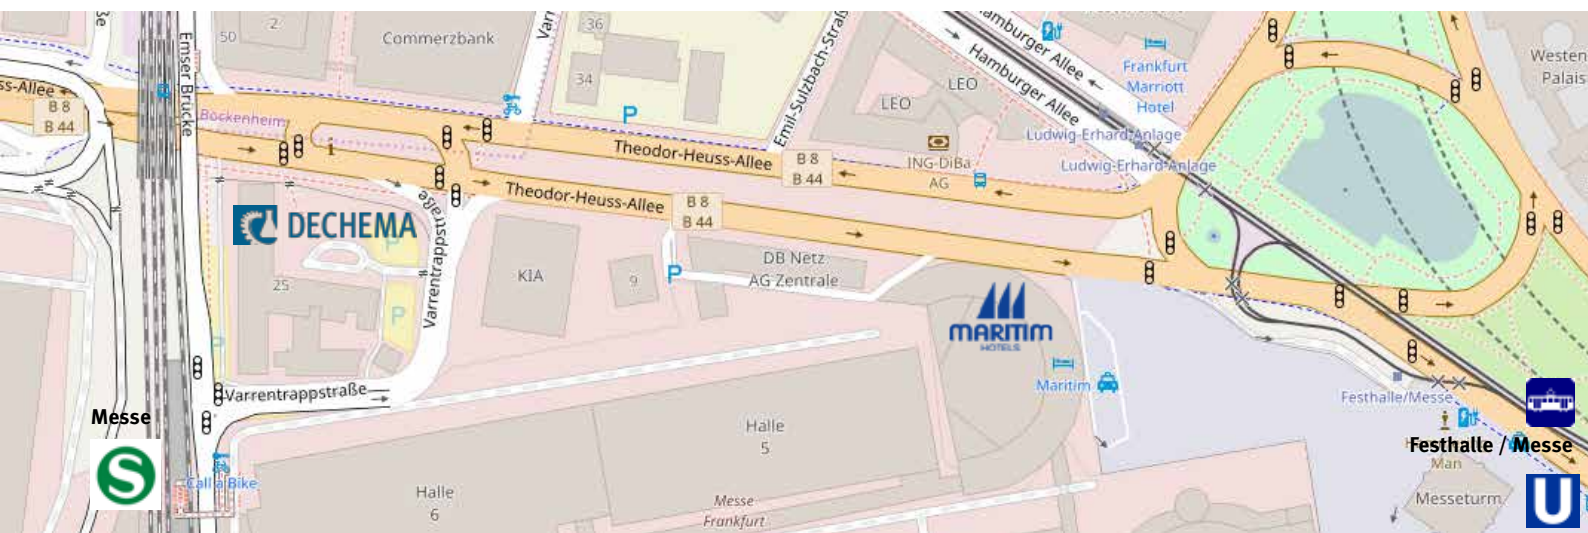 Emser Brücke
50
2
Commerzbank
36
34
P
Emil-Sulzbach-Straß
Hamburger Allee
Hamburger Allee
LEO
LEO
Frankfurt
Marriott
Hotel
Westen
Palais
ss-Allee
B 8
B 44
Bockenheim
i
Theodor-Heuss-Allee
B 8
B 44
ING-DiBa
AG
Ludwig-Erhard-Anlage
Ludwig-Erhard-Anlage
Theodor-Heuss-Allee
B 8
B 44
DECHEMA
P
Varrentrappstraße
25
P
P
KIA
9
P
DB Netz
AG Zentrale
MARITIM
HOTELS
Maritim
Varrentrappstraße
Messe
S
Call a Bike
Halle
6
Halle
5
Messe
Frankfurt
Festhalle/Messe
Festhalle / Messe
Man
Messeturm
U